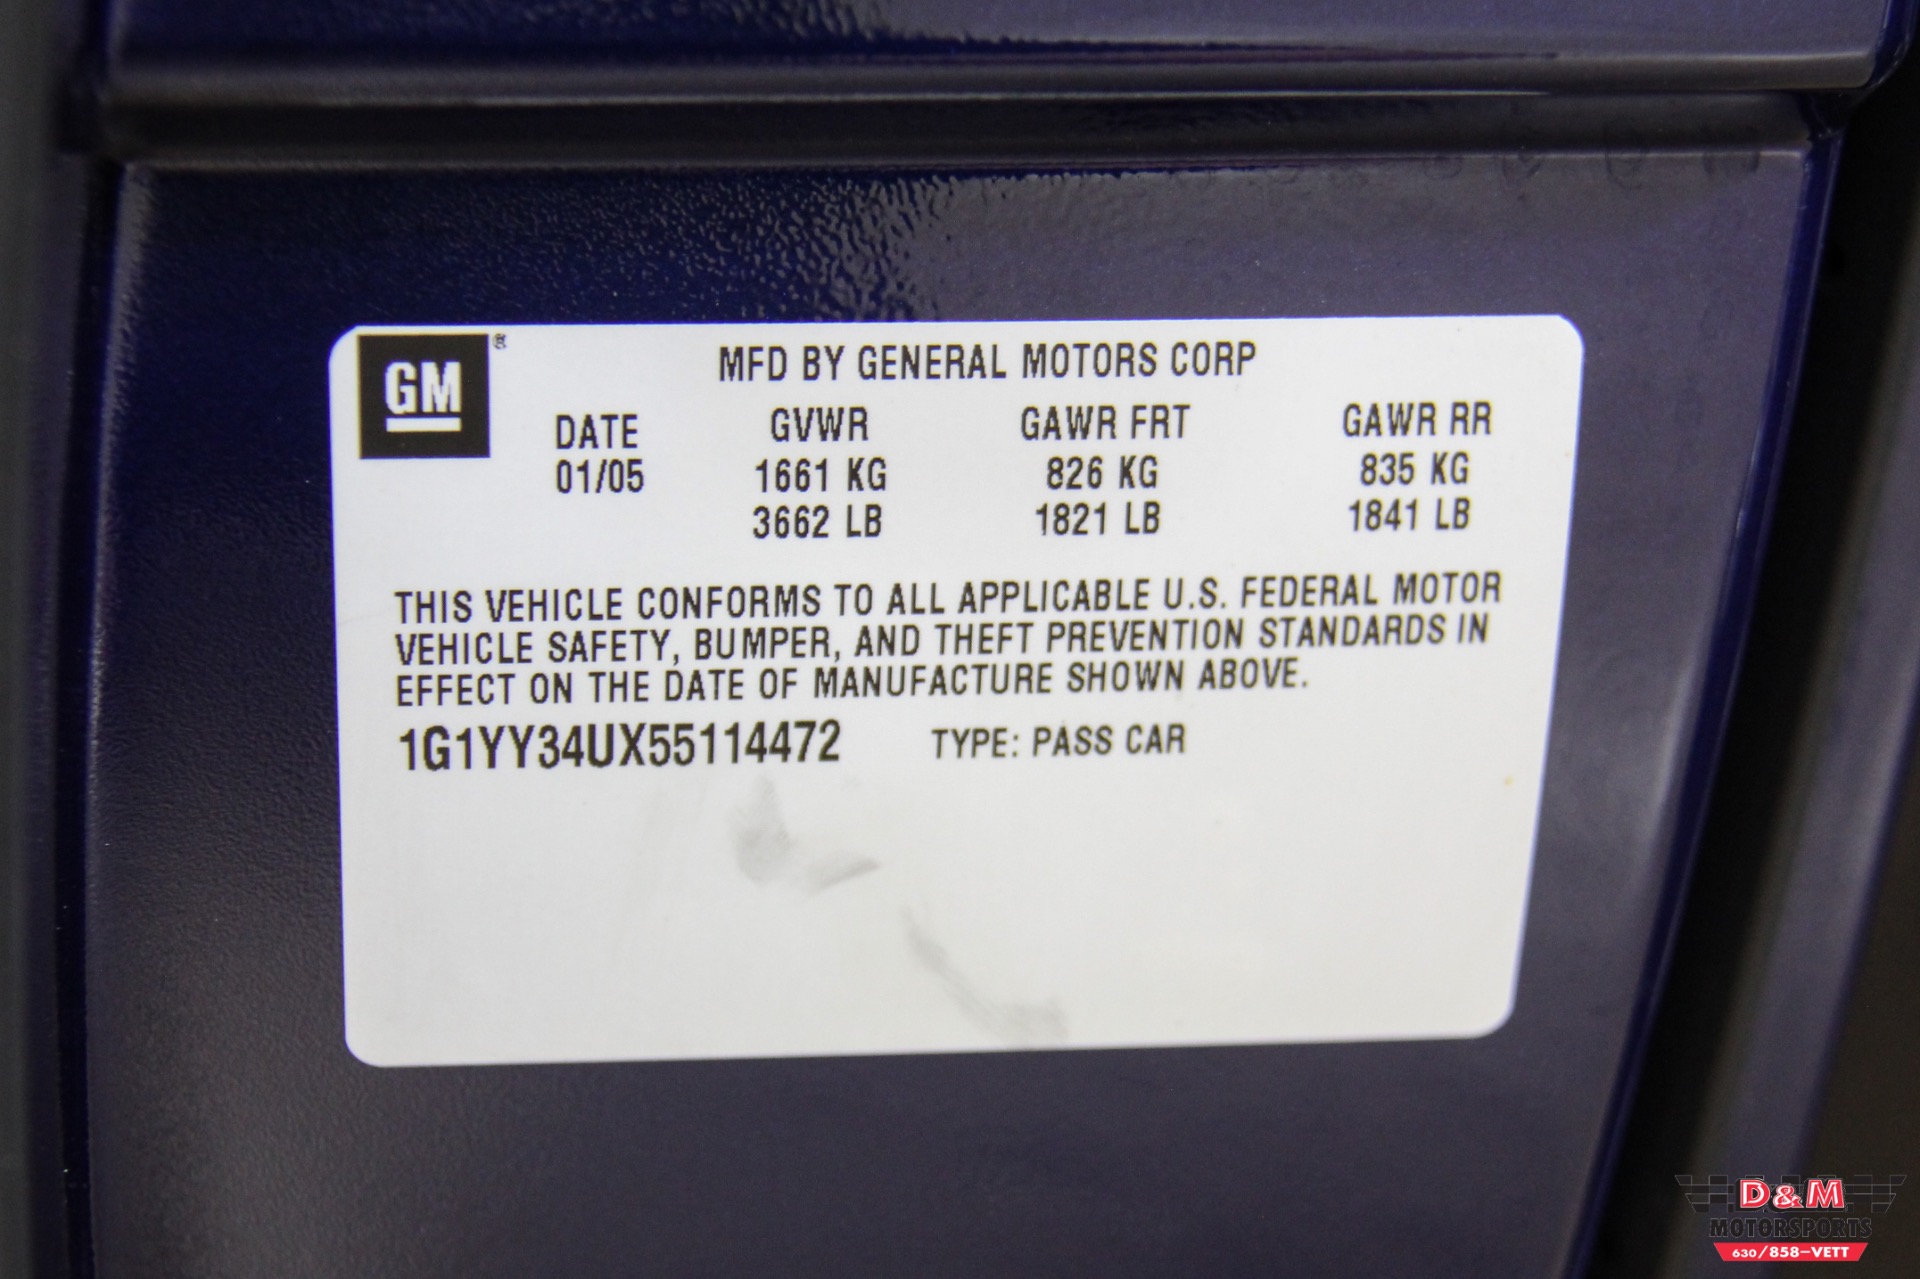 GM®
MFD BY GENERAL MOTORS CORP
DATE GVWR GAWR FRT GAWR RR
01/05 1661 KG 826 KG 835 KG
3662 LB 1821 LB 1841 LB
THIS VEHICLE CONFORMS TO ALL APPLICABLE U.S. FEDERAL MOTOR
VEHICLE SAFETY, BUMPER, AND THEFT PREVENTION STANDARDS IN
EFFECT ON THE DATE OF MANUFACTURE SHOWN ABOVE.
1G1YY34UX55114472 TYPE: PASS CAR
D&M
MOTORSPORTS
630/858-VETT